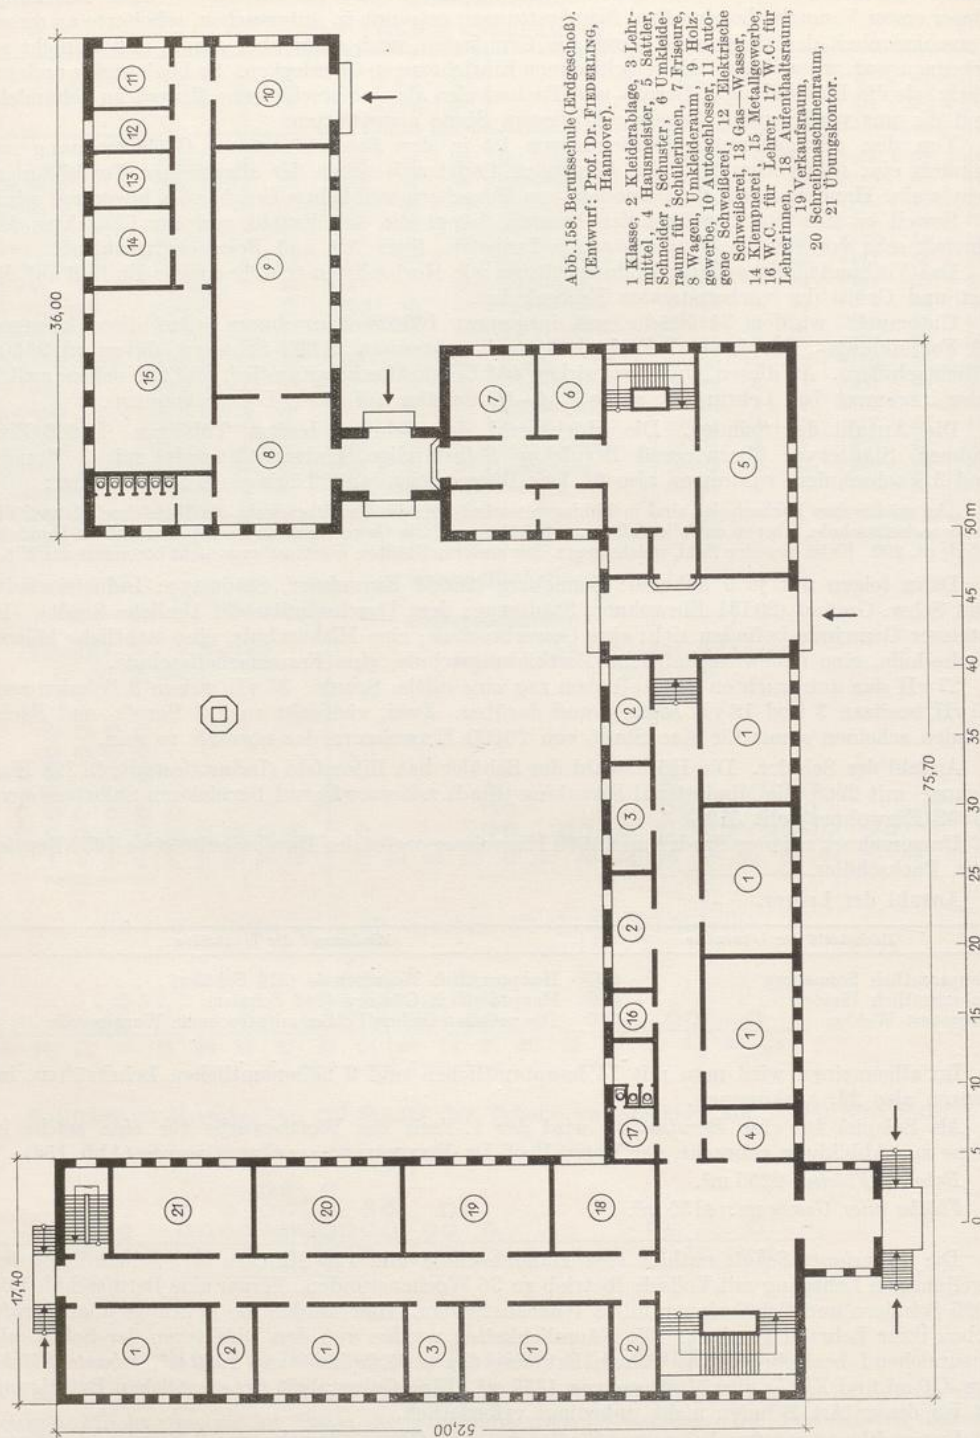 Abb. 158. Berufsschule (Erdgeschoß).
(Entwurf: Prof. Dr. FIEDERLING,
Hannover).
1 Klasse, 2 Kleiderablage, 3 Lehr-
mittel, 4 Hausmeister, 5 Sattler,
Schneider, Schuster, 6 Umkleide-
raum für Schülerinnen, 7 Friseure,
8 Wagen, Umkleideraum, 9 Holz-
gewerbe, 10 Autoschlosser, 11 Auto-
gene Schweißerei, 12 Elektrische
Schweißerei, 13 Gas—Wasser,
14 Klempnerei, 15 Metallgewerbe,
16 W.C. für Lehrer, 17 W.C. für
Lehrerinnen, 18 Aufenthaltsraum,
19 Verkaufsraum,
20 Schreibmaschinenraum,
21 Übungskontor.
36,00
11
12
13
14
15
10
9
8
7
6
5
2
3
2
16
17
1
1
1
4
21
20
19
18
1
2
1
3
1
2
17,40
52,00
75,70
0 5 10 15 20 25 30 35 40 45 50 m